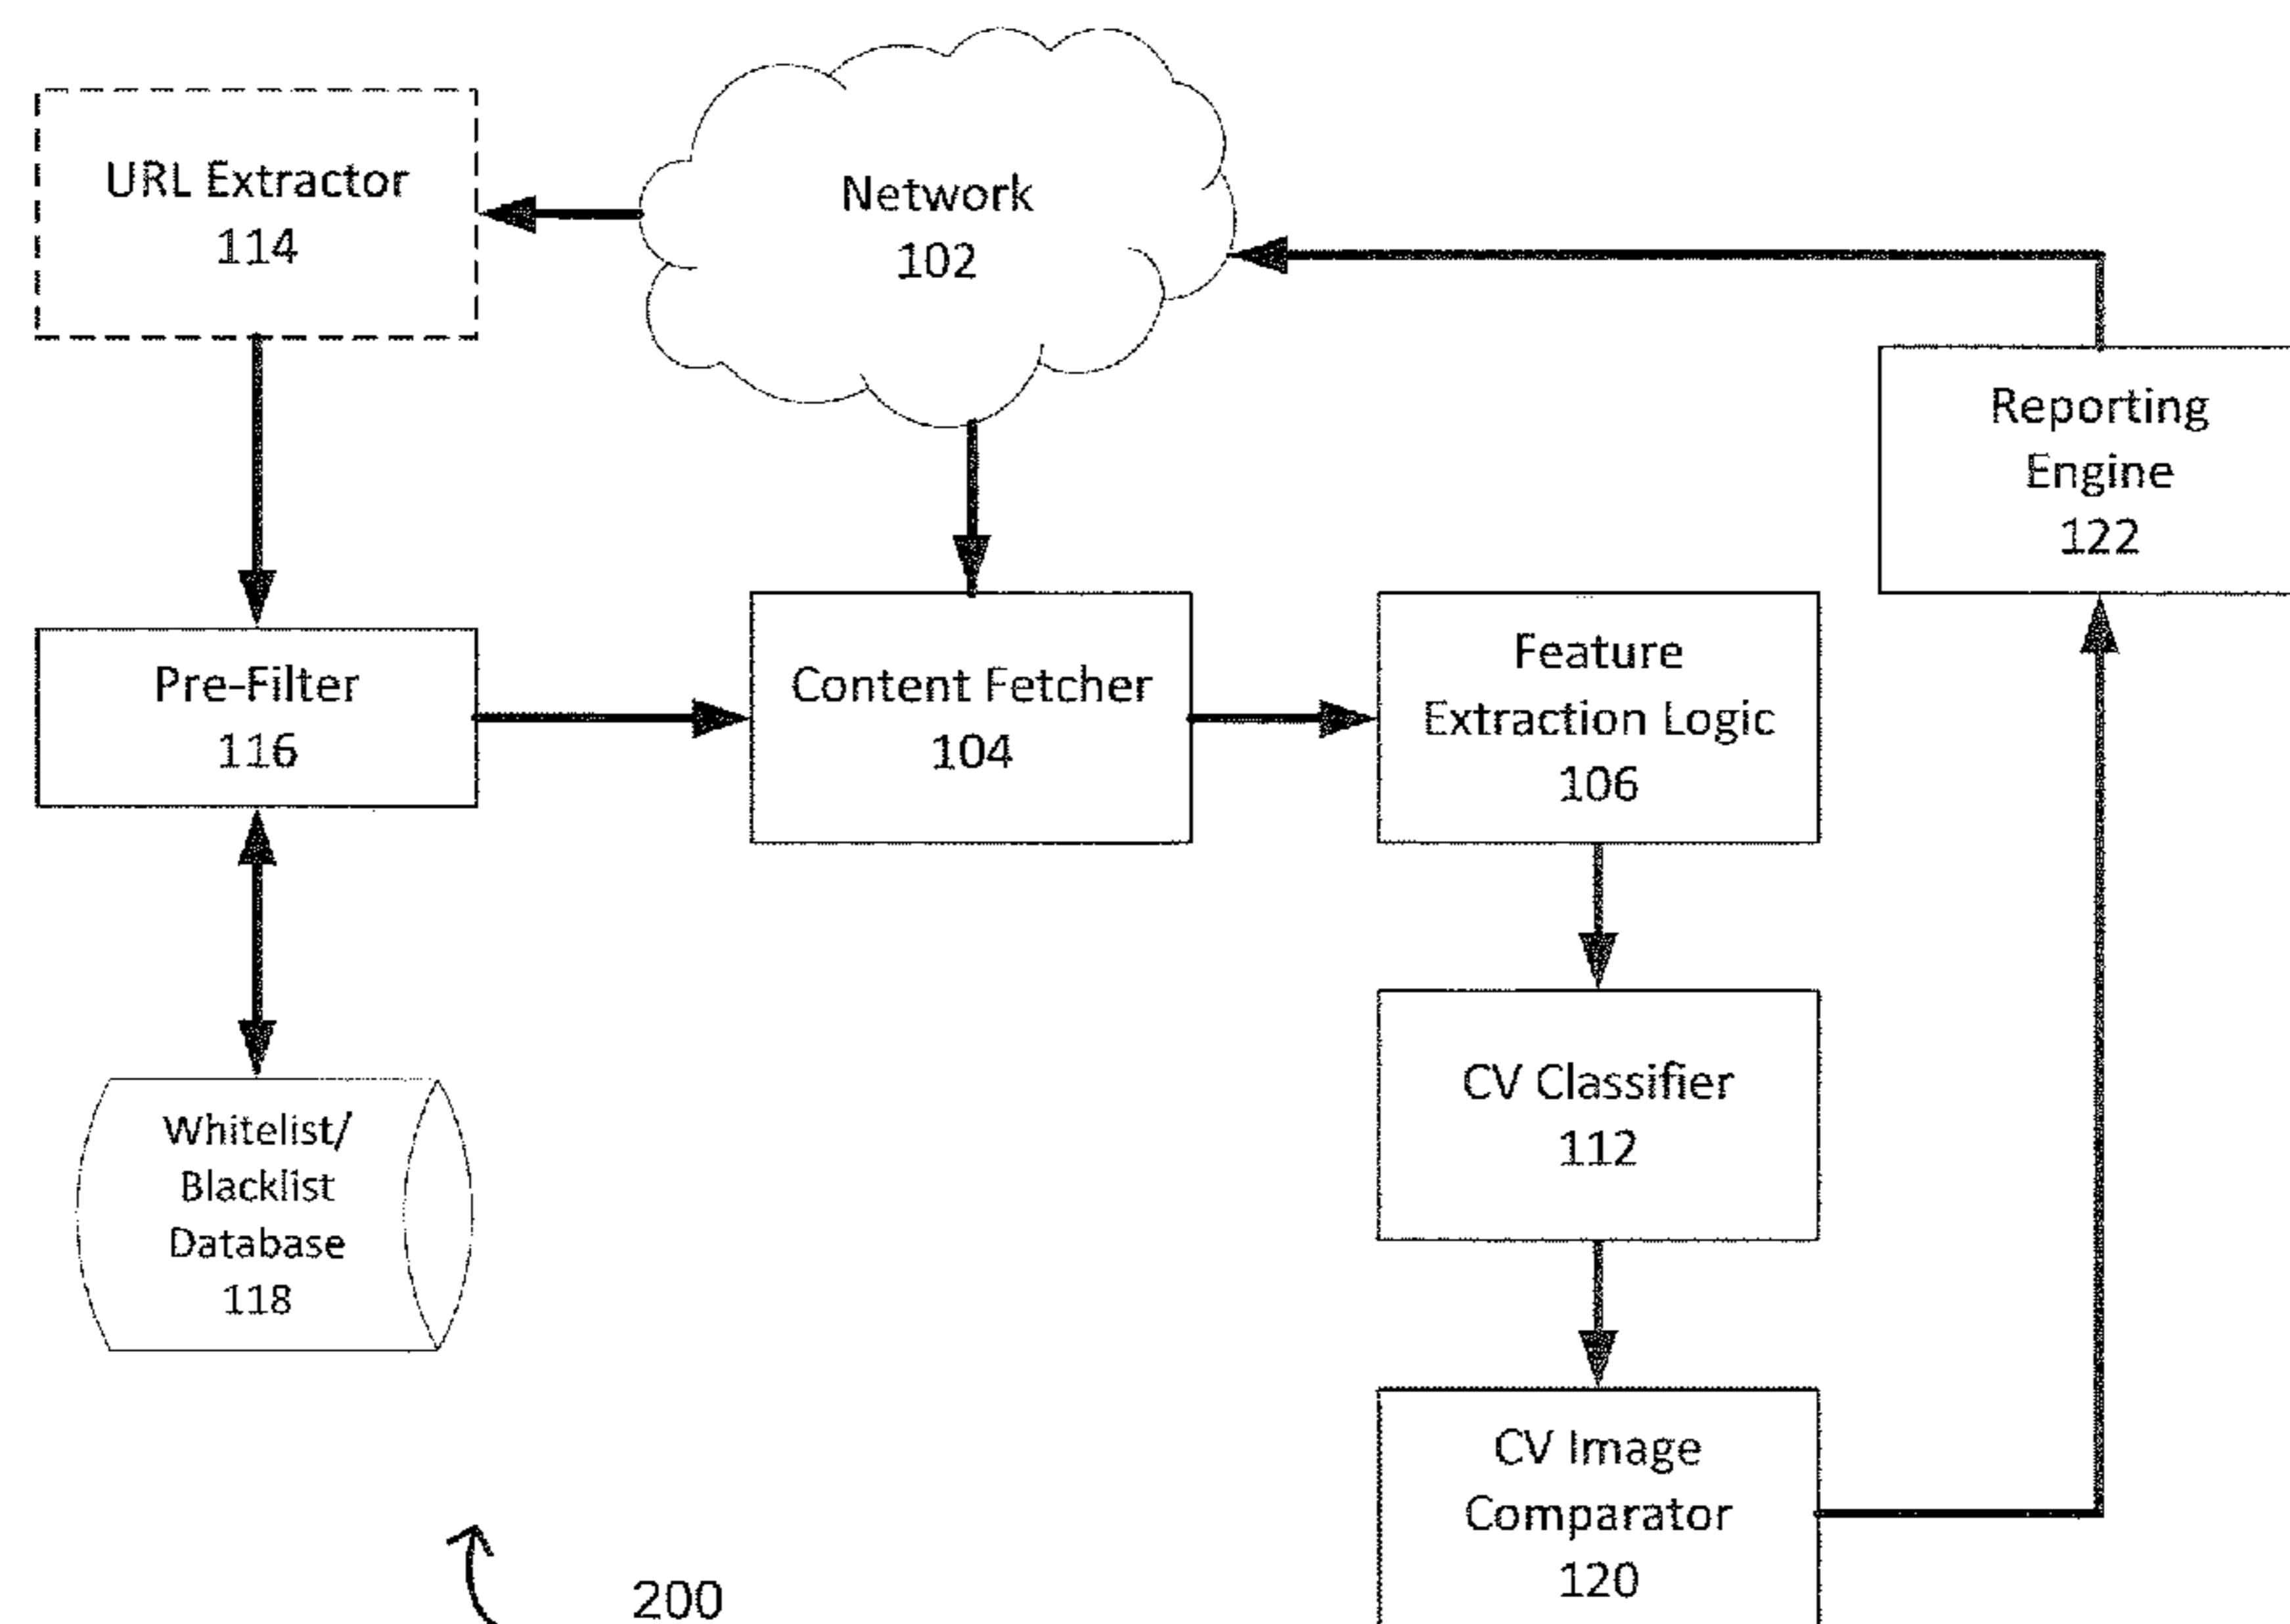 URL Extractor
114
Network
102
Reporting
Engine
122
Pre-Filter
116
Content Fetcher
104
Feature
Extraction Logic
106
CV Classifier
112
Whitelist/
Blacklist
Database
118
CV Image
Comparator
120
200